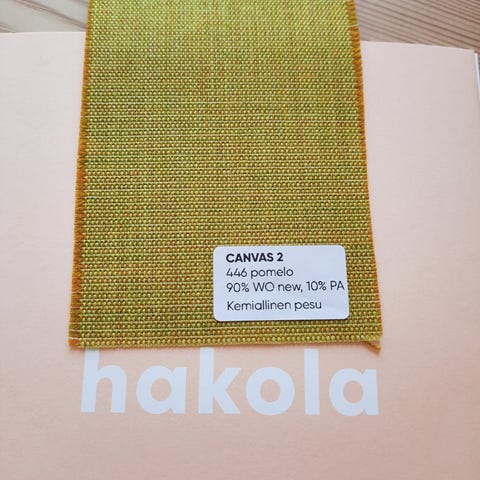 CANVAS 2
446 pomelo
90% WO new, 10% PA
Kemiallinen pesu
hakola